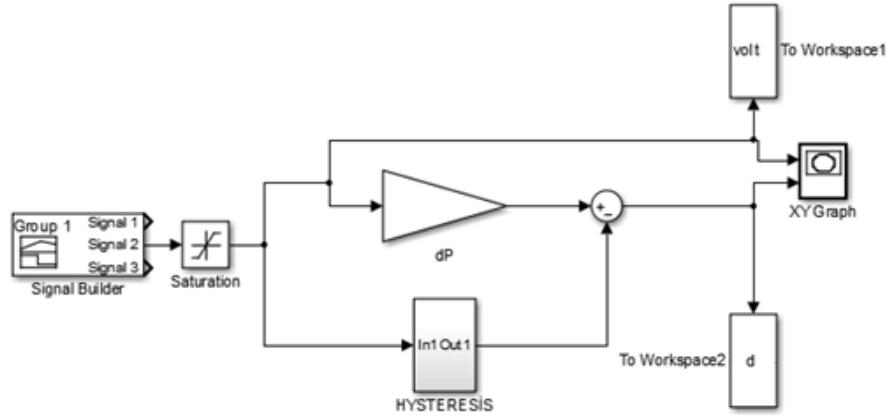 volt
To Workspace1
XY Graph
Group 1
Signal 1
Signal 2
Signal 3
Signal Builder
Saturation
dP
+
−
In1 Out1
HYSTERESİS
To Workspace2
d